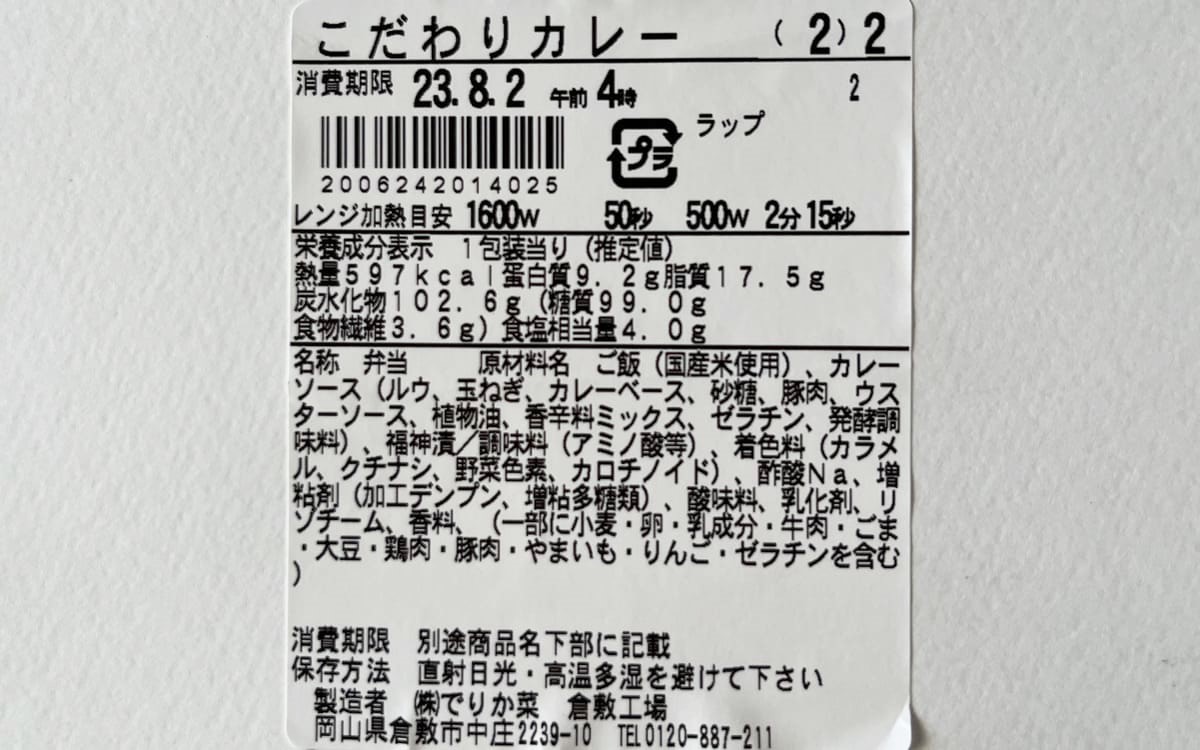 こだわりカレー （2）2
消費期限 23.8.2 午前4時 2
プラ ラップ
2006242014025
レンジ加熱目安 1600W 50秒 500W 2分15秒
栄養成分表示 1包装当り（推定値）
熱量597kcal蛋白質9.2g脂質17.5g
炭水化物102.6g（糖質99.0g
食物繊維3.6g）食塩相当量4.0g
名称 弁当 原材料名 ご飯（国産米使用）、カレー
ソース（ルウ、玉ねぎ、カレーベース、砂糖、豚肉、ウス
ターソース、植物油、香辛料ミックス、ゼラチン、発酵調
味料）、福神漬／調味料（アミノ酸等）、着色料（カラメ
ル、クチナシ、野菜色素、カロチノイド）、酢酸Na、増
粘剤（加工デンプン、増粘多糖類）、酸味料、乳化剤、リ
ゾチーム、香料、（一部に小麦・卵・乳成分・牛肉・ごま
・大豆・鶏肉・豚肉・やまいも・りんご・ゼラチンを含む
）
消費期限 別途商品名下部に記載
保存方法 直射日光・高温多湿を避けて下さい
製造者 ㈱でりか菜 倉敷工場
岡山県倉敷市中庄2239-10 TEL0120-887-211